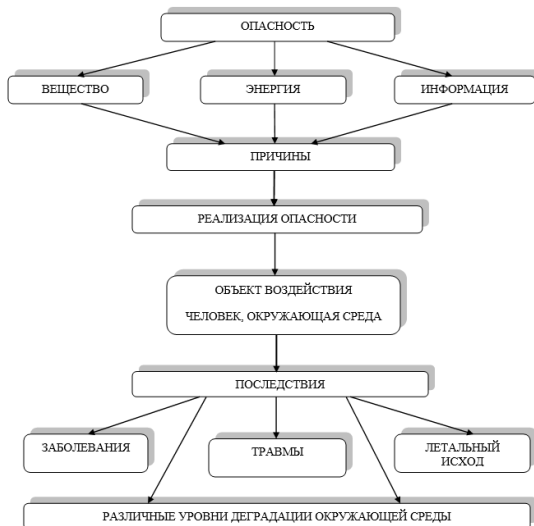 ОПАСНОСТЬ
ВЕЩЕСТВО
ЭНЕРГИЯ
ИНФОРМАЦИЯ
ПРИЧИНЫ
РЕАЛИЗАЦИЯ ОПАСНОСТИ
ОБЪЕКТ ВОЗДЕЙСТВИЯ
ЧЕЛОВЕК, ОКРУЖАЮЩАЯ СРЕДА
ПОСЛЕДСТВИЯ
ЗАБОЛЕВАНИЯ
ТРАВМЫ
ЛЕТАЛЬНЫЙ
ИСХОД
РАЗЛИЧНЫЕ УРОВНИ ДЕГРАДАЦИИ ОКРУЖАЮЩЕЙ СРЕДЫ